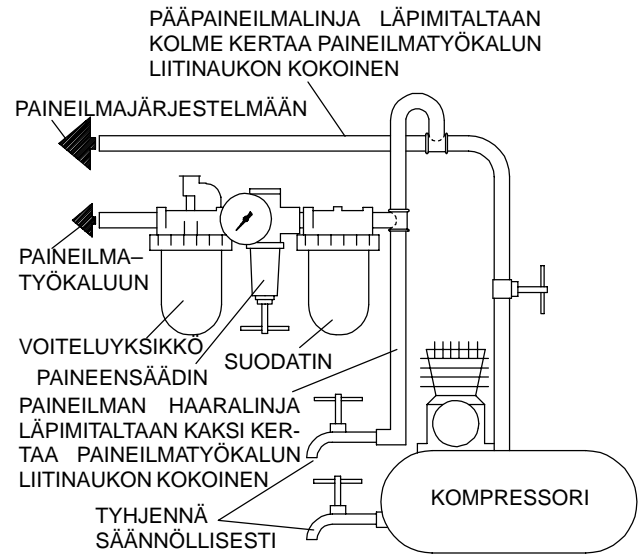 PÄÄPAINEILMALINJA LÄPIMITALTAAN
KOLME KERTAA PAINEILMATYÖKALUN
LIITINAUKON KOKOINEN
PAINEILMAJÄRJESTELMÄÄN
PAINEILMA–
TYÖKALUUN
VOITELUYKSIKKÖ
SUODATIN
PAINEENSÄÄDIN
PAINEILMAN HAARALINJA
LÄPIMITALTAAN KAKSI KER-
TAA PAINEILMATYÖKALUN
LIITINAUKON KOKOINEN
KOMPRESSORI
TYHJENNÄ
SÄÄNNÖLLISESTI